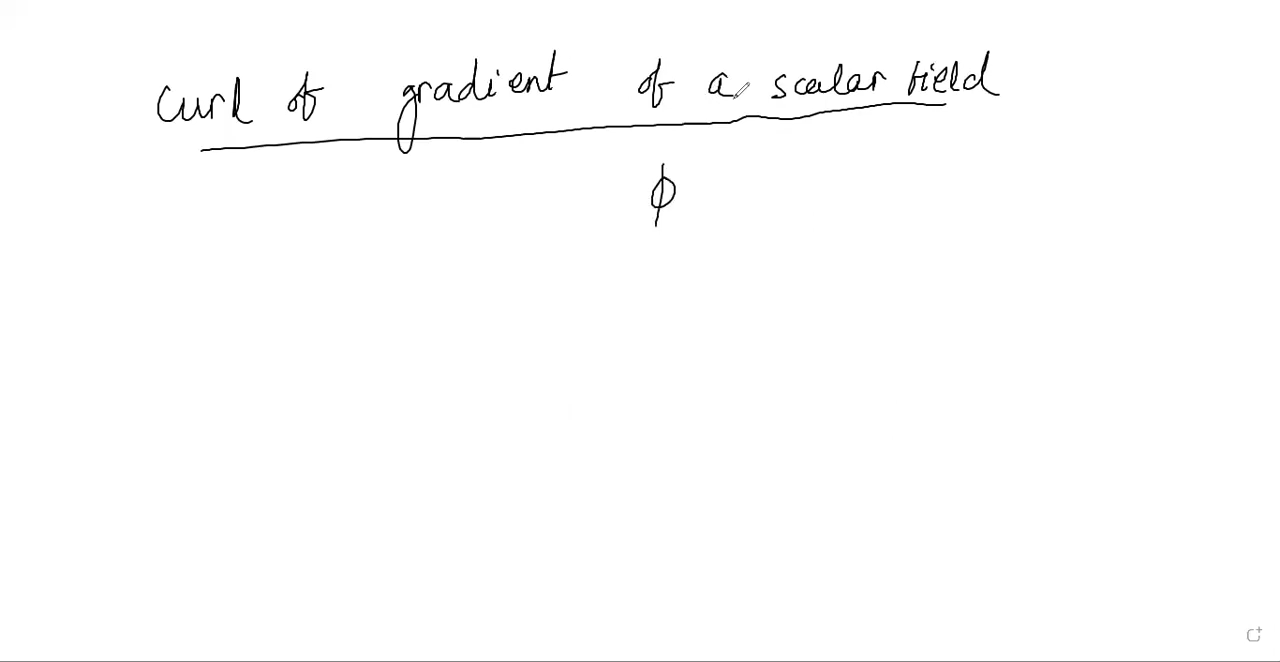 curl of gradient of a scalar field
ϕ